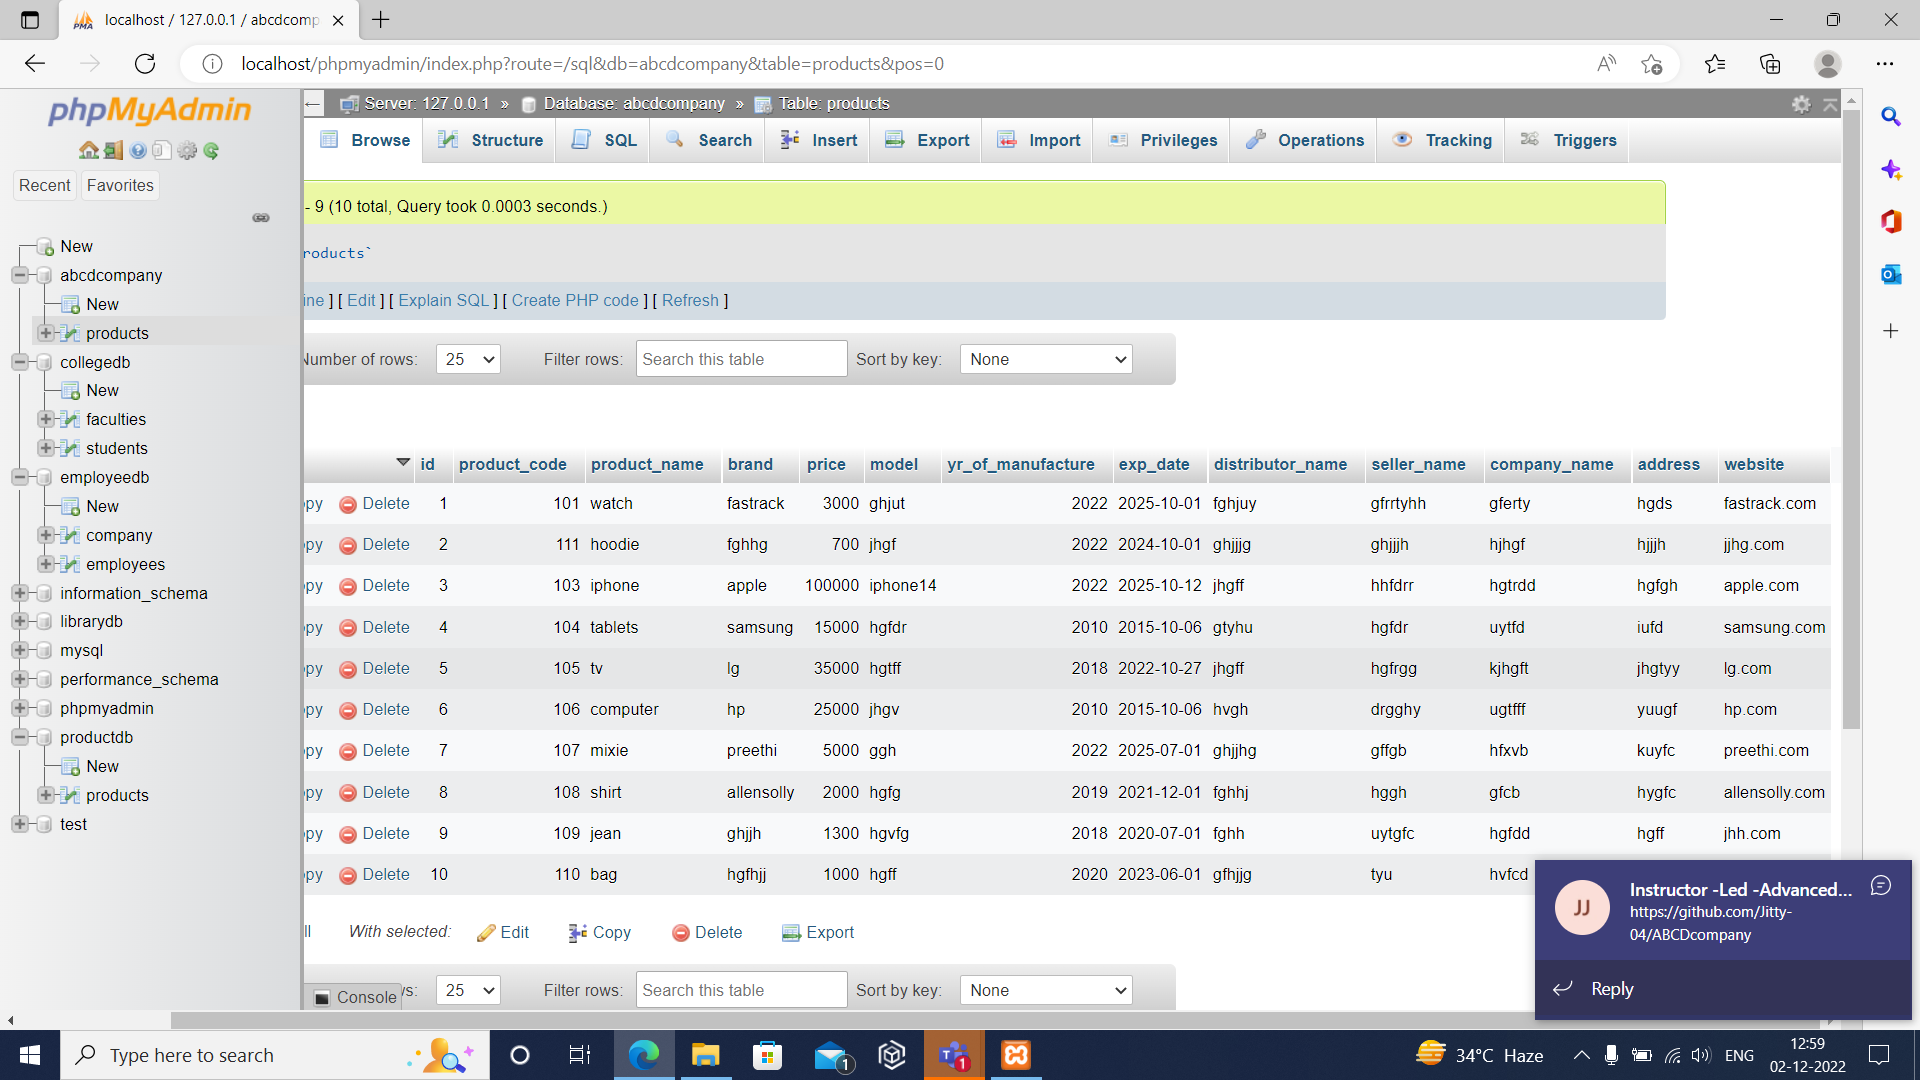 localhost / 127.0.0.1 / abcdcomp
localhost/phpmyadmin/index.php?route=/sql&db=abcdcompany&table=products&pos=0
phpMyAdmin
Recent Favorites
New
abcdcompany
New
products
collegedb
New
faculties
students
employeedb
New
company
employees
information_schema
librarydb
mysql
performance_schema
phpmyadmin
productdb
New
products
test
Server: 127.0.0.1 » Database: abcdcompany » Table: products
Browse Structure SQL Search Insert Export Import Privileges Operations Tracking Triggers
- 9 (10 total, Query took 0.0003 seconds.)
roducts`
ine ] [ Edit ] [ Explain SQL ] [ Create PHP code ] [ Refresh ]
Number of rows: 25 Filter rows: Search this table Sort by key: None
id product_code product_name brand price model yr_of_manufacture exp_date distributor_name seller_name company_name address website
opy Delete 1 101 watch fastrack 3000 ghjut 2022 2025-10-01 fghjuy gfrrtyhh gferty hgds fastrack.com
opy Delete 2 111 hoodie fghhg 700 jhgf 2022 2024-10-01 ghjjjg ghjjjh hjhgf hjjjh jjhg.com
opy Delete 3 103 iphone apple 100000 iphone14 2022 2025-10-12 jhgff hhfdrr hgtrdd hgfgh apple.com
opy Delete 4 104 tablets samsung 15000 hgfdr 2010 2015-10-06 gtyhu hgfdr uytfd iufd samsung.com
opy Delete 5 105 tv lg 35000 hgtff 2018 2022-10-27 jhgff hgfrgg kjhgft jhgtyy lg.com
opy Delete 6 106 computer hp 25000 jhgv 2010 2015-10-06 hvgh drgghy ugtfff yuugf hp.com
opy Delete 7 107 mixie preethi 5000 ggh 2022 2025-07-01 ghjjhg gffgb hfxvb kuyfc preethi.com
opy Delete 8 108 shirt allensolly 2000 hgfg 2019 2021-12-01 fghhj hggh gfcb hygfc allensolly.com
opy Delete 9 109 jean ghjjh 1300 hgvfg 2018 2020-07-01 fghh uytgfc hgfdd hgff jhh.com
opy Delete 10 110 bag hgfhjj 1000 hgff 2020 2023-06-01 gfhjjg tyu hvfcd
ll With selected: Edit Copy Delete Export
Console
vs: 25 Filter rows: Search this table Sort by key: None
JJ
Instructor -Led -Advanced...
https://github.com/Jitty-
04/ABCDcompany
Reply
Type here to search
1
1
34°C Haze
ENG
12:59
02-12-2022